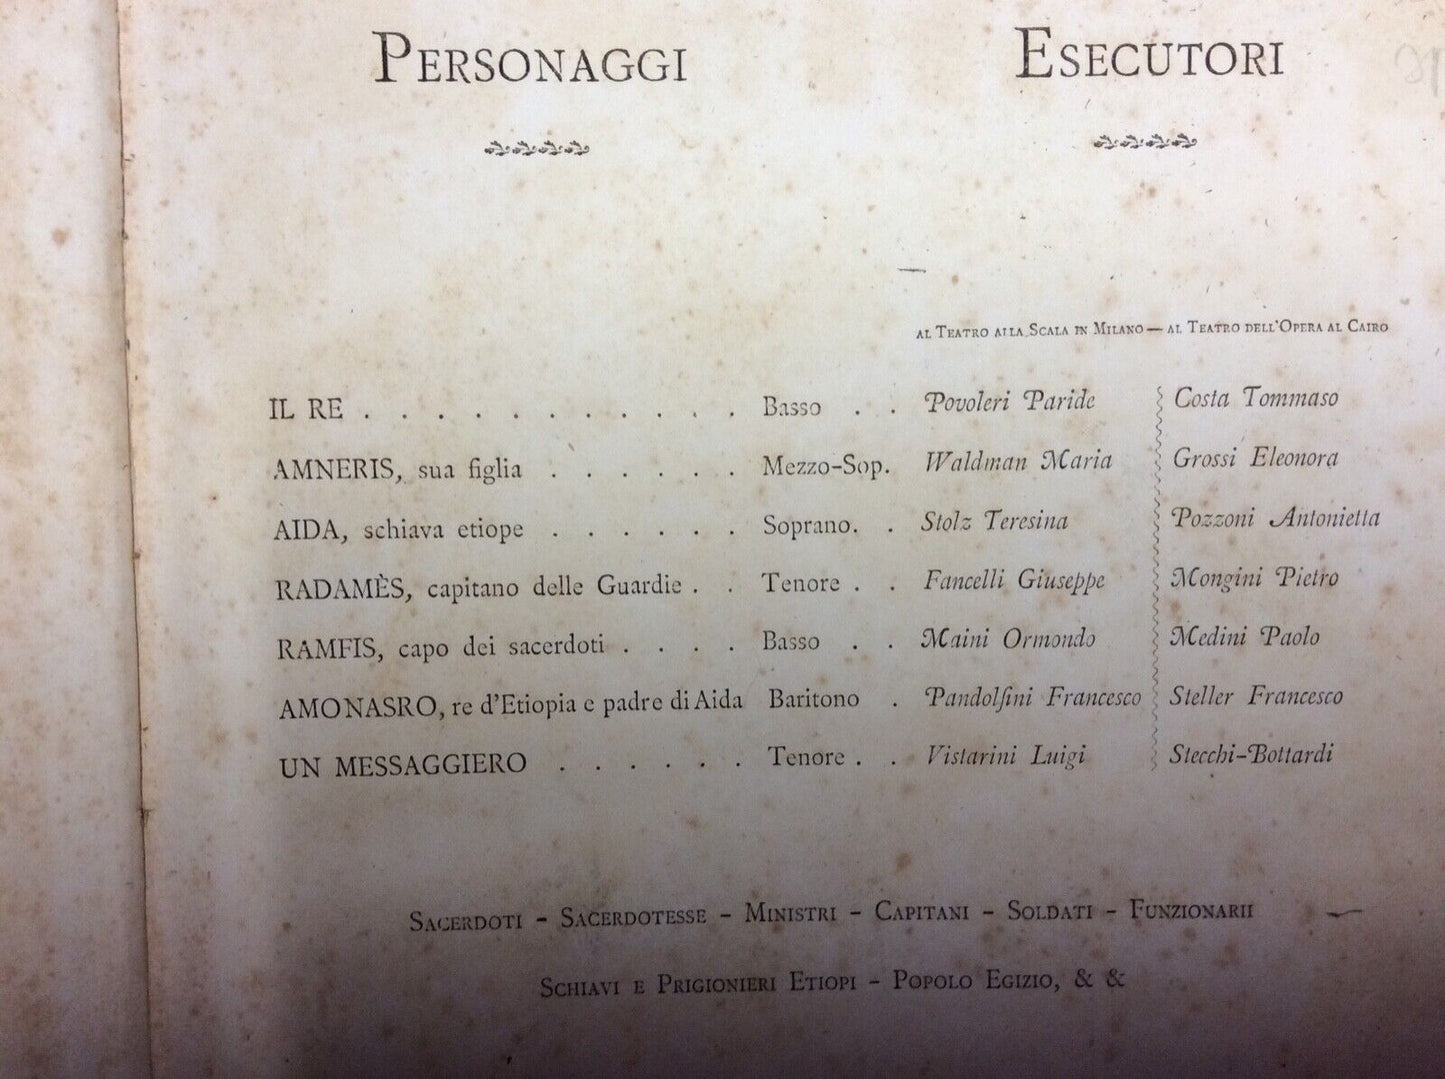 PERSONAGGI ESECUTORI
AL TEATRO ALLA SCALA IN MILANO — AL TEATRO DELL'OPERA AL CAIRO
IL RE . . . . . . . . . . . Basso . . Povoleri Paride Costa Tommaso
AMNERIS, sua figlia . . . . . . Mezzo-Sop. Waldman Maria Grossi Eleonora
AIDA, schiava etiope . . . . . . Soprano. . Stolz Teresina Pozzoni Antonietta
RADAMÈS, capitano delle Guardie . . Tenore . . Fancelli Giuseppe Mongini Pietro
RAMFIS, capo dei sacerdoti . . . . Basso . . Maini Ormondo Medini Paolo
AMONASRO, re d'Etiopia e padre di Aida Baritono . Pandolfini Francesco Steller Francesco
UN MESSAGGIERO . . . . . . Tenore . . Vistarini Luigi Stecchi-Bottardi
SACERDOTI - SACERDOTESSE - MINISTRI - CAPITANI - SOLDATI - FUNZIONARII
SCHIAVI E PRIGIONIERI ETIOPI - POPOLO EGIZIO, & &